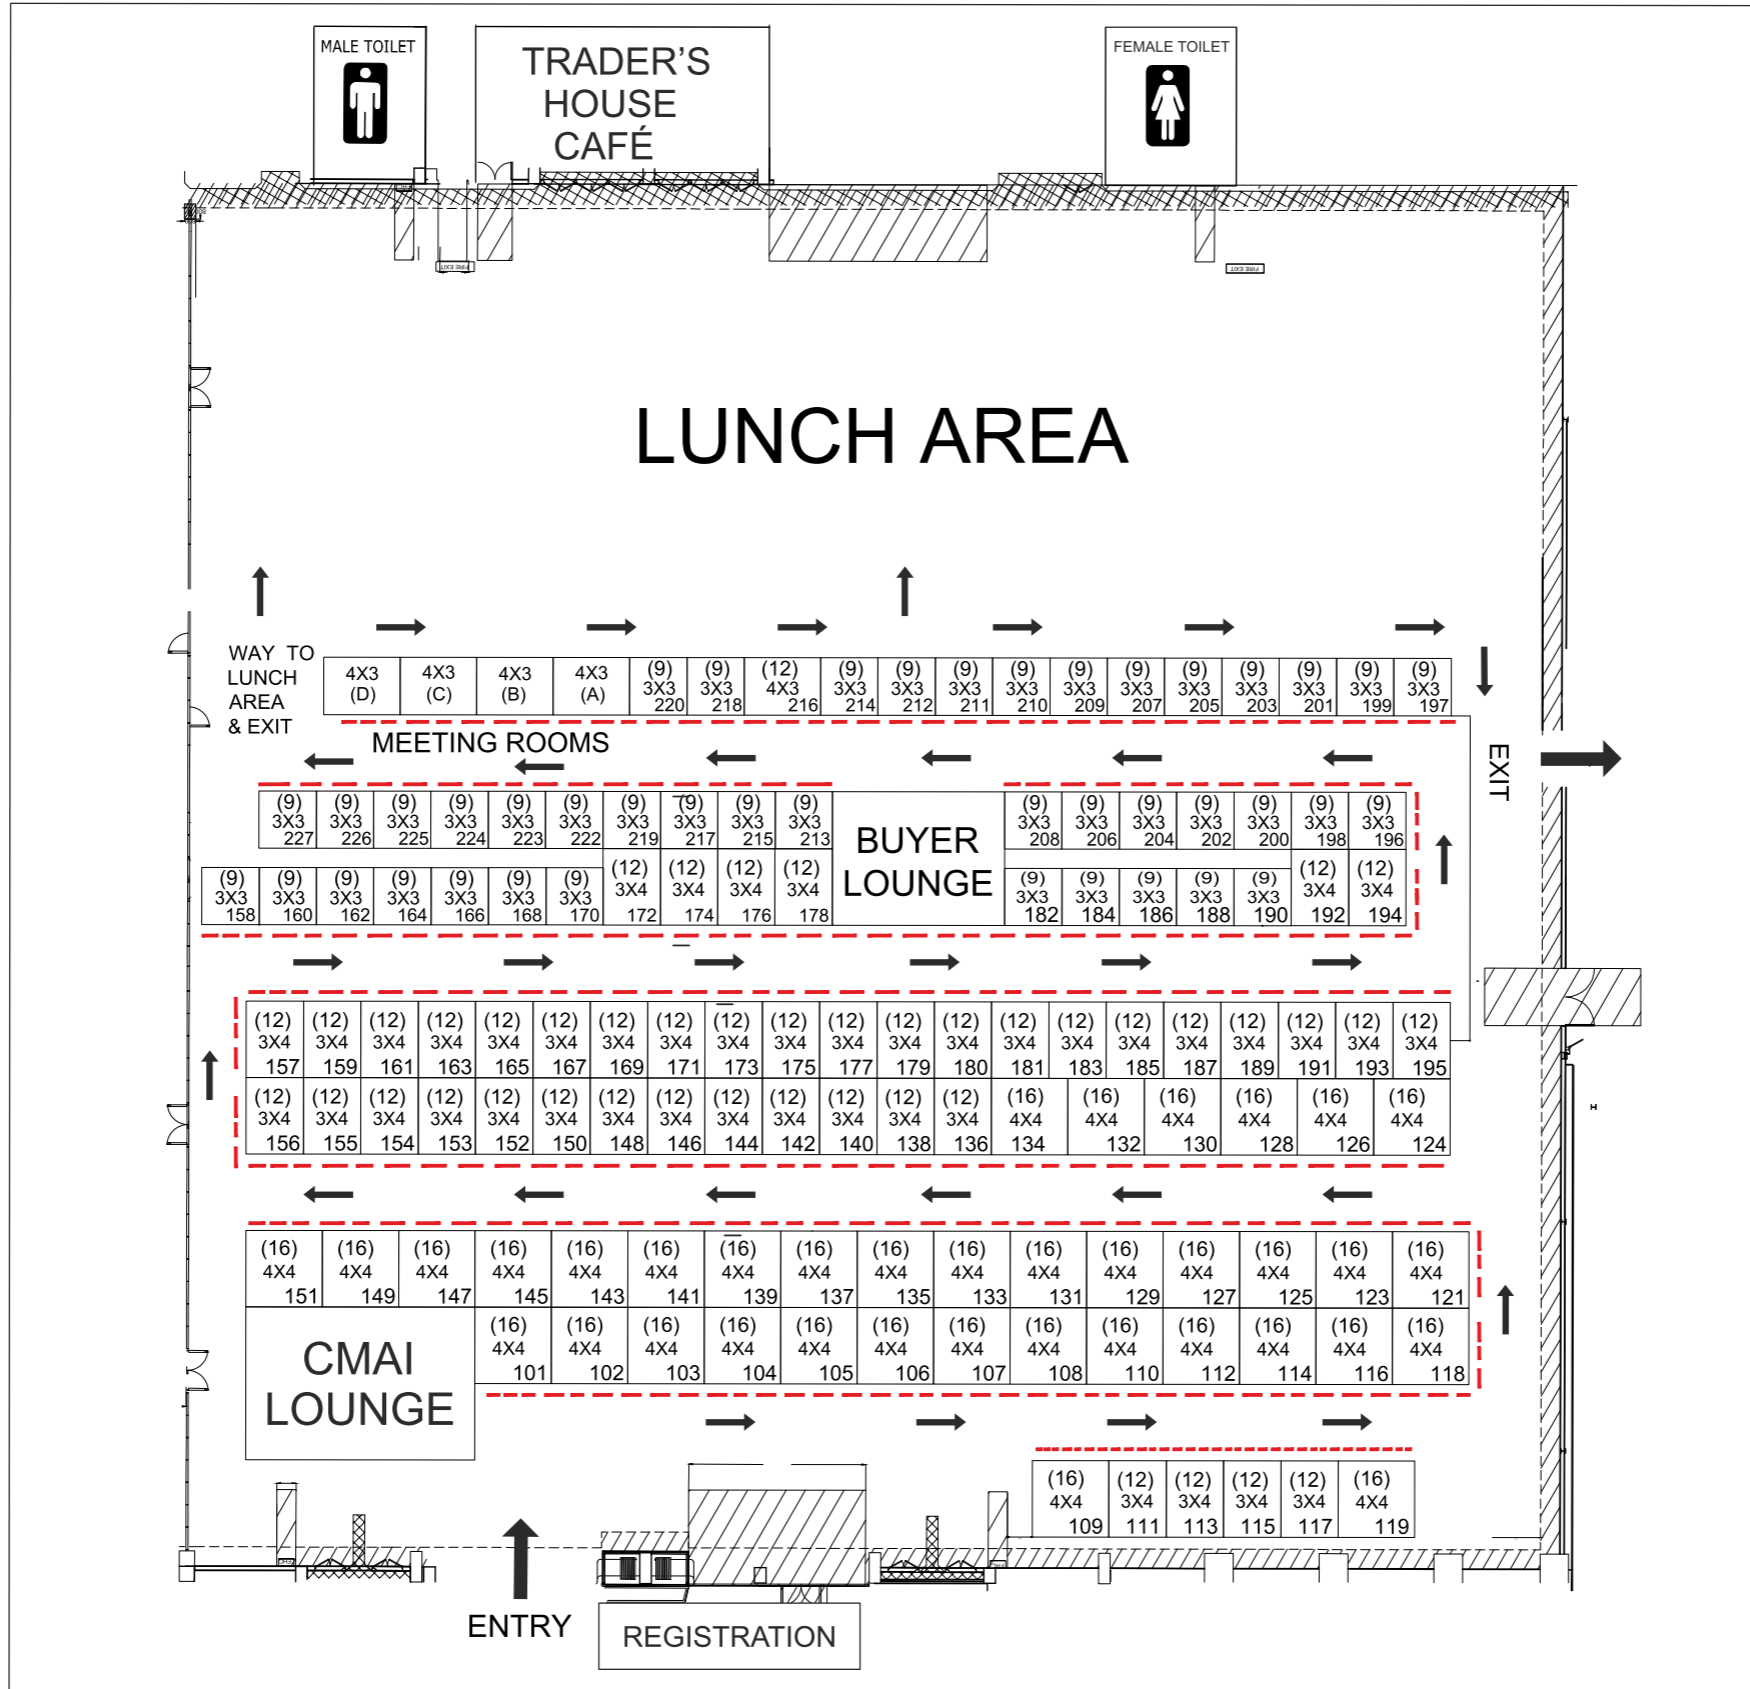 MALE TOILET
TRADER'S
HOUSE
CAFÉ
FEMALE TOILET
FIRE EXIT
FIRE EXIT
LUNCH AREA
WAY TO
LUNCH
AREA
& EXIT
4X3 4X3 4X3 4X3 (9) (9) (12) (9) (9) (9) (9) (9) (9) (9) (9) (9) (9) (9)
(D) (C) (B) (A) 3X3 3X3 4X3 3X3 3X3 3X3 3X3 3X3 3X3 3X3 3X3 3X3 3X3 3X3
220 218 216 214 212 211 210 209 207 205 203 201 199 197
MEETING ROOMS
EXIT
(9) (9) (9) (9) (9) (9) (9) (9) (9) (9)
3X3 3X3 3X3 3X3 3X3 3X3 3X3 3X3 3X3 3X3
227 226 225 224 223 222 219 217 215 213
BUYER
LOUNGE
(9) (9) (9) (9) (9) (9) (9)
3X3 3X3 3X3 3X3 3X3 3X3 3X3
208 206 204 202 200 198 196
(9) (9) (9) (9) (9) (9) (9) (12) (12) (12) (12)
3X3 3X3 3X3 3X3 3X3 3X3 3X3 3X4 3X4 3X4 3X4
158 160 162 164 166 168 170 172 174 176 178
(9) (9) (9) (9) (9) (12) (12)
3X3 3X3 3X3 3X3 3X3 3X4 3X4
182 184 186 188 190 192 194
(12) (12) (12) (12) (12) (12) (12) (12) (12) (12) (12) (12) (12) (12) (12) (12) (12) (12) (12) (12) (12)
3X4 3X4 3X4 3X4 3X4 3X4 3X4 3X4 3X4 3X4 3X4 3X4 3X4 3X4 3X4 3X4 3X4 3X4 3X4 3X4 3X4
157 159 161 163 165 167 169 171 173 175 177 179 180 181 183 185 187 189 191 193 195
(12) (12) (12) (12) (12) (12) (12) (12) (12) (12) (12) (12) (12) (16) (16) (16) (16) (16) (16)
3X4 3X4 3X4 3X4 3X4 3X4 3X4 3X4 3X4 3X4 3X4 3X4 3X4 4X4 4X4 4X4 4X4 4X4 4X4
156 155 154 153 152 150 148 146 144 142 140 138 136 134 132 130 128 126 124
H
(16) (16) (16) (16) (16) (16) (16) (16) (16) (16) (16) (16) (16) (16) (16) (16)
4X4 4X4 4X4 4X4 4X4 4X4 4X4 4X4 4X4 4X4 4X4 4X4 4X4 4X4 4X4 4X4
151 149 147 145 143 141 139 137 135 133 131 129 127 125 123 121
CMAI
LOUNGE
(16) (16) (16) (16) (16) (16) (16) (16) (16) (16) (16) (16) (16)
4X4 4X4 4X4 4X4 4X4 4X4 4X4 4X4 4X4 4X4 4X4 4X4 4X4
101 102 103 104 105 106 107 108 110 112 114 116 118
(16) (12) (12) (12) (12) (16)
4X4 3X4 3X4 3X4 3X4 4X4
109 111 113 115 117 119
ENTRY
REGISTRATION